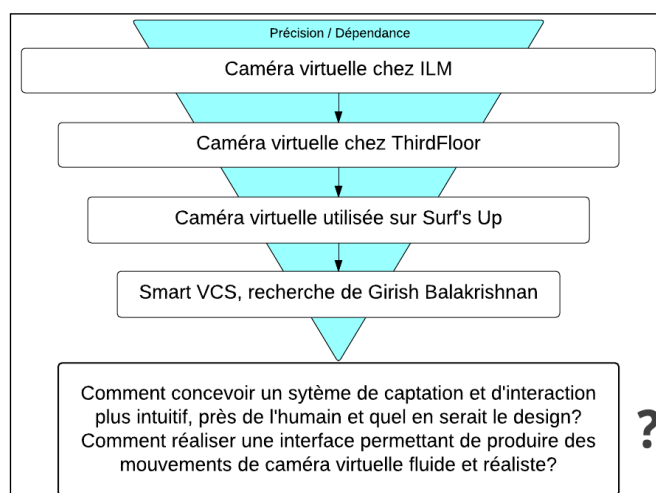 Précision / Dépendance
Caméra virtuelle chez ILM
Caméra virtuelle chez ThirdFloor
Caméra virtuelle utilisée sur Surf's Up
Smart VCS, recherche de Girish Balakrishnan
Comment concevoir un sytème de captation et d'interaction
plus intuitif, près de l'humain et quel en serait le design?
Comment réaliser une interface permettant de produire des
mouvements de caméra virtuelle fluide et réaliste?
?